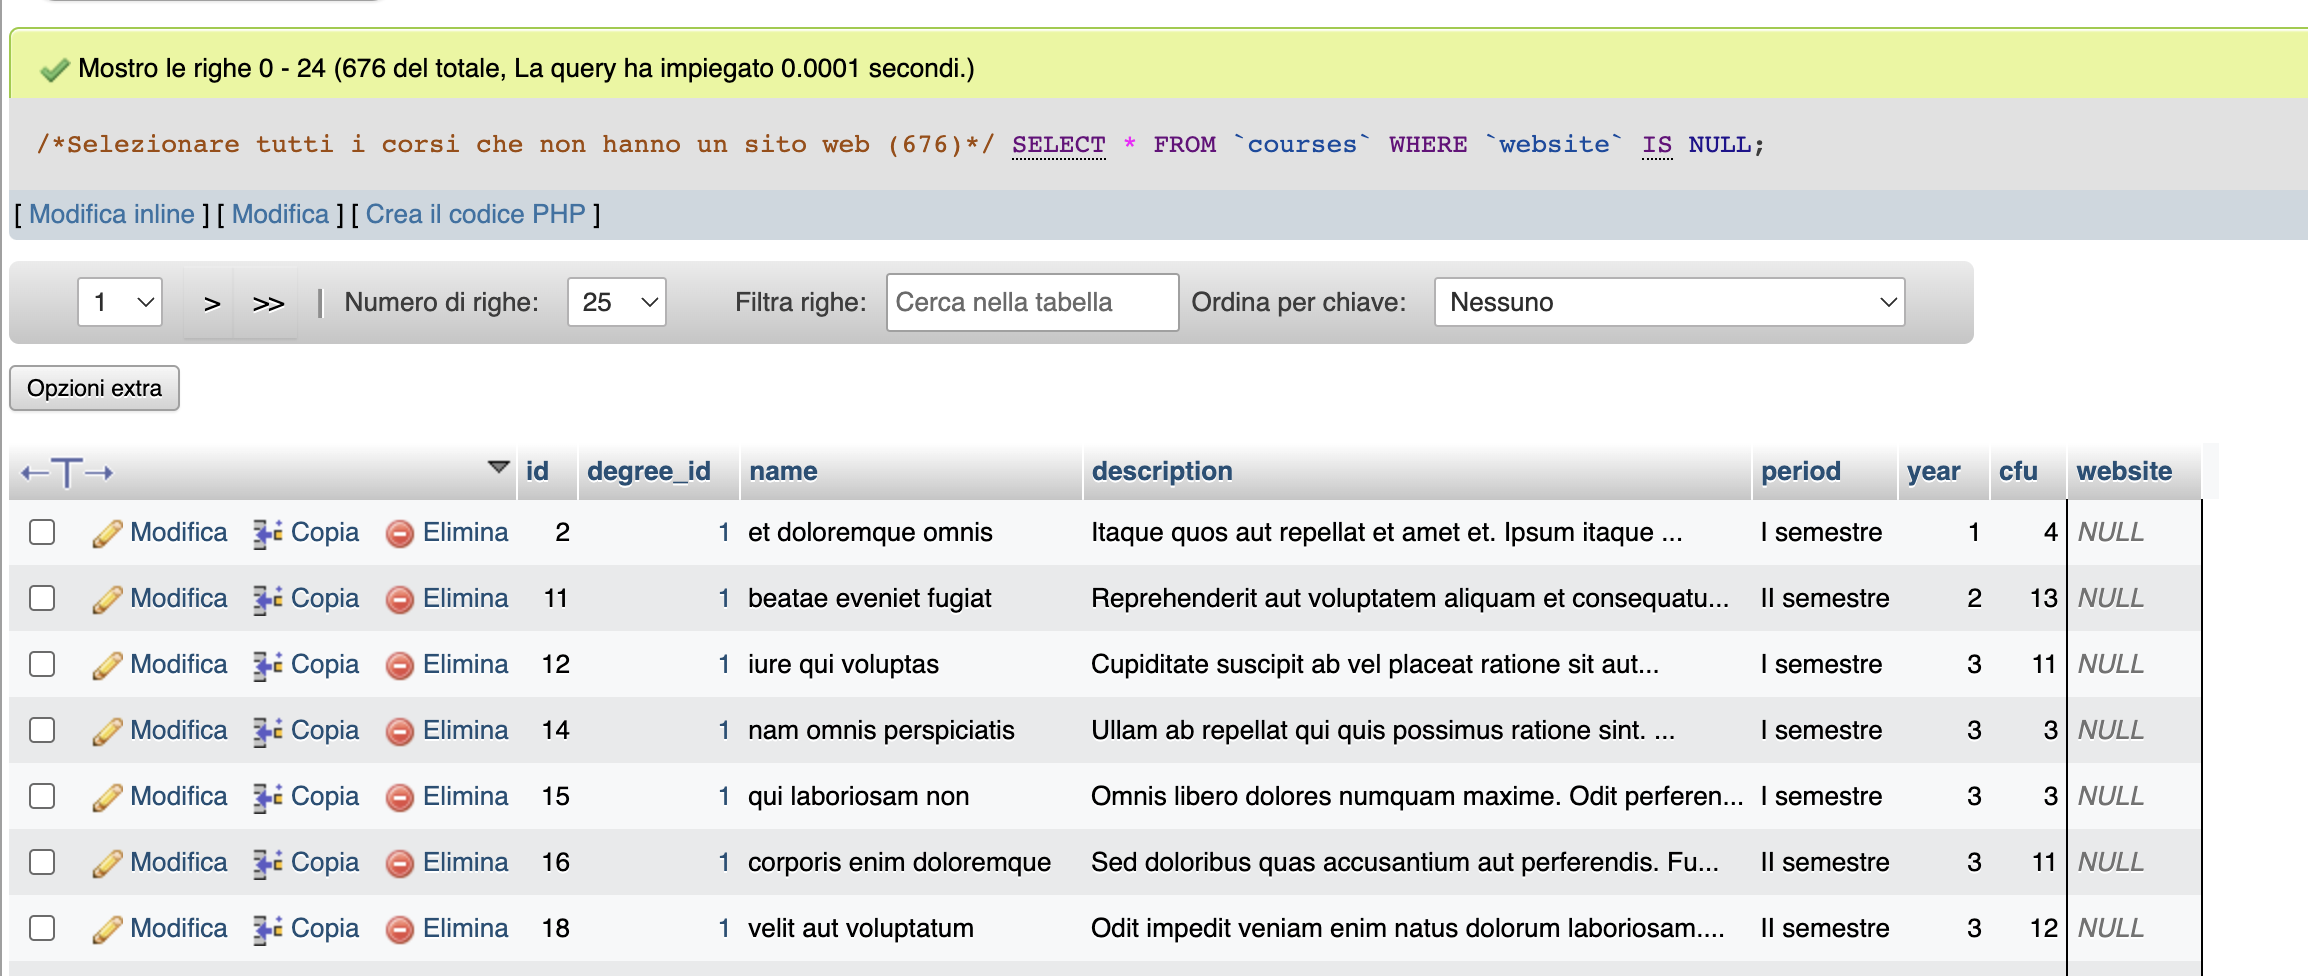 Mostro le righe 0 - 24 (676 del totale, La query ha impiegato 0.0001 secondi.)
/*Selezionare tutti i corsi che non hanno un sito web (676)*/ SELECT * FROM `courses` WHERE `website` IS NULL;
[ Modifica inline ] [ Modifica ] [ Crea il codice PHP ]
1 > >> | Numero di righe: 25 Filtra righe: Cerca nella tabella Ordina per chiave: Nessuno
Opzioni extra
←T→ id degree_id name description period year cfu website
Modifica Copia Elimina 2 1 et doloremque omnis Itaque quos aut repellat et amet et. Ipsum itaque ... I semestre 1 4 NULL
Modifica Copia Elimina 11 1 beatae eveniet fugiat Reprehenderit aut voluptatem aliquam et consequatu... II semestre 2 13 NULL
Modifica Copia Elimina 12 1 iure qui voluptas Cupiditate suscipit ab vel placeat ratione sit aut... I semestre 3 11 NULL
Modifica Copia Elimina 14 1 nam omnis perspiciatis Ullam ab repellat qui quis possimus ratione sint. ... I semestre 3 3 NULL
Modifica Copia Elimina 15 1 qui laboriosam non Omnis libero dolores numquam maxime. Odit perferen... I semestre 3 3 NULL
Modifica Copia Elimina 16 1 corporis enim doloremque Sed doloribus quas accusantium aut perferendis. Fu... II semestre 3 11 NULL
Modifica Copia Elimina 18 1 velit aut voluptatum Odit impedit veniam enim natus dolorum laboriosam.... II semestre 3 12 NULL